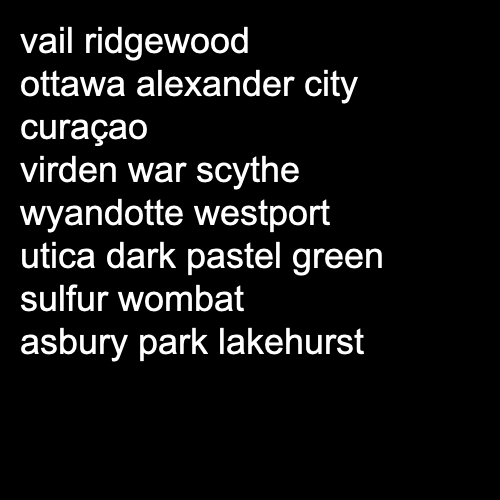 vail ridgewood
ottawa alexander city
curaçao
virden war scythe
wyandotte westport
utica dark pastel green
sulfur wombat
asbury park lakehurst